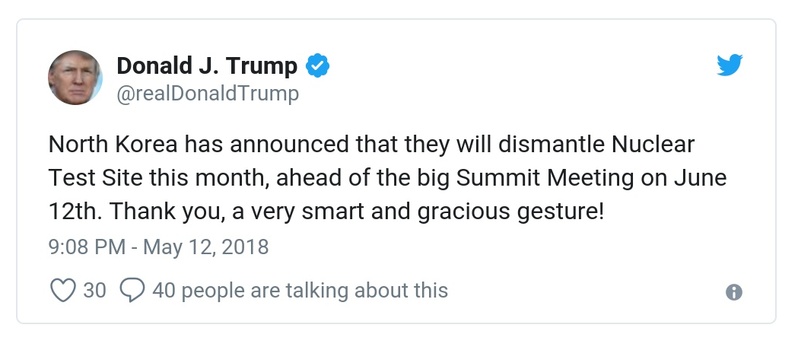 Donald J. Trump
@realDonaldTrump
North Korea has announced that they will dismantle Nuclear
Test Site this month, ahead of the big Summit Meeting on June
12th. Thank you, a very smart and gracious gesture!
9:08 PM - May 12, 2018
30 40 people are talking about this